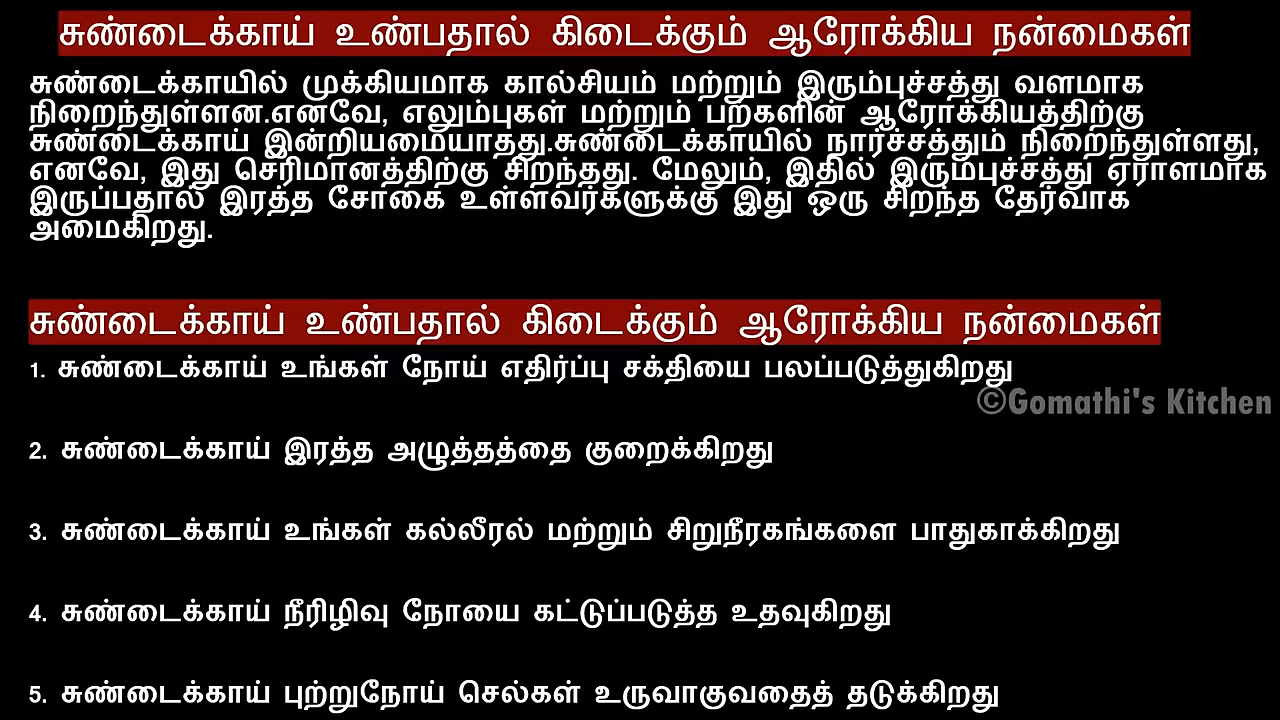 சுண்டைக்காய் உண்பதால் கிடைக்கும் ஆரோக்கிய நன்மைகள்
சுண்டைக்காயில் முக்கியமாக கால்சியம் மற்றும் இரும்புச்சத்து வளமாக
நிறைந்துள்ளன.எனவே, எலும்புகள் மற்றும் பற்களின் ஆரோக்கியத்திற்கு
சுண்டைக்காய் இன்றியமையாதது.சுண்டைக்காயில் நார்ச்சத்தும் நிறைந்துள்ளது,
எனவே, இது செரிமானத்திற்கு சிறந்தது. மேலும், இதில் இரும்புச்சத்து ஏராளமாக
இருப்பதால் இரத்த சோகை உள்ளவர்களுக்கு இது ஒரு சிறந்த தேர்வாக
அமைகிறது.
சுண்டைக்காய் உண்பதால் கிடைக்கும் ஆரோக்கிய நன்மைகள்
1. சுண்டைக்காய் உங்கள் நோய் எதிர்ப்பு சக்தியை பலப்படுத்துகிறது
©Gomathi's Kitchen
2. சுண்டைக்காய் இரத்த அழுத்தத்தை குறைக்கிறது
3. சுண்டைக்காய் உங்கள் கல்லீரல் மற்றும் சிறுநீரகங்களை பாதுகாக்கிறது
4. சுண்டைக்காய் நீரிழிவு நோயை கட்டுப்படுத்த உதவுகிறது
5. சுண்டைக்காய் புற்றுநோய் செல்கள் உருவாகுவதைத் தடுக்கிறது